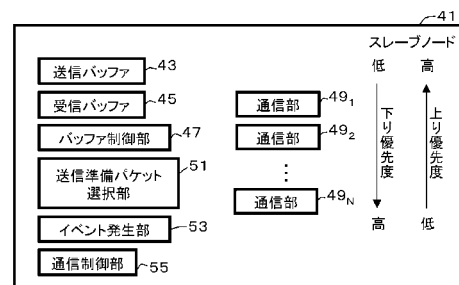 41
スレーブノード
送信バッファ 43
低 高
受信バッファ 45
通信部 49₁
バッファ制御部 47
通信部 49₂
下り優先度
上り優先度
送信準備パケット
選択部
51
⋮
通信部 49N
イベント発生部 53
高 低
通信制御部 55